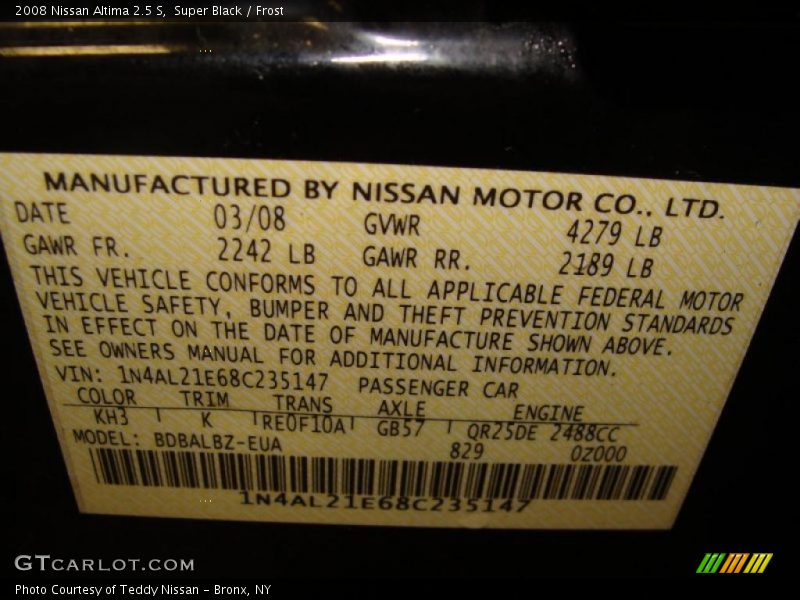 2008 Nissan Altima 2.5 S, Super Black / Frost
MANUFACTURED BY NISSAN MOTOR CO., LTD.
DATE 03/08 GVWR 4279 LB
GAWR FR. 2242 LB GAWR RR. 2189 LB
THIS VEHICLE CONFORMS TO ALL APPLICABLE FEDERAL MOTOR
VEHICLE SAFETY, BUMPER AND THEFT PREVENTION STANDARDS
IN EFFECT ON THE DATE OF MANUFACTURE SHOWN ABOVE.
SEE OWNERS MANUAL FOR ADDITIONAL INFORMATION.
VIN: 1N4AL21E68C235147 PASSENGER CAR
COLOR TRIM TRANS AXLE ENGINE
KH3 K RE0F10A GB57 QR25DE 2488CC
MODEL: BDBALBZ-EUA 829 0Z000
1N4AL21E68C235147
GTCARLOT.COM
Photo Courtesy of Teddy Nissan - Bronx, NY